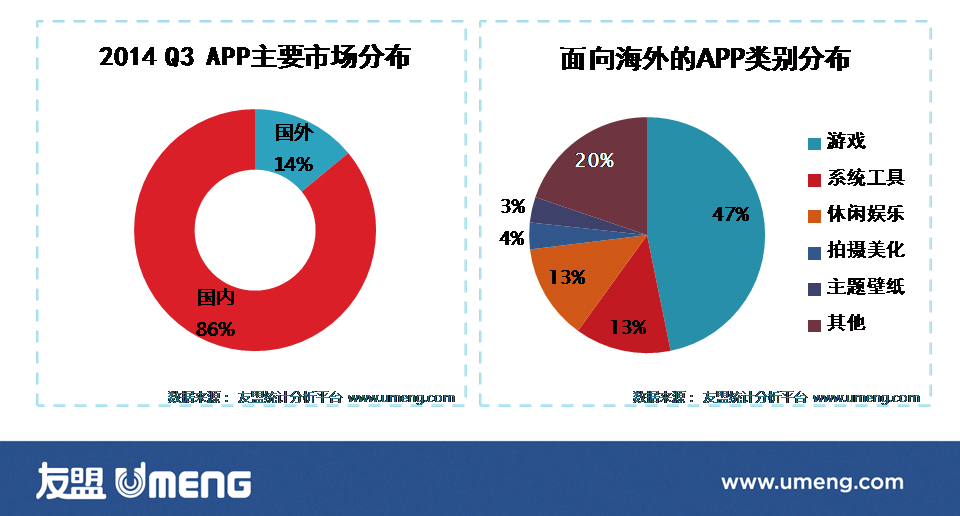 2014 Q3 APP主要市场分布
国外
14%
国内
86%
数据来源：友盟统计分析平台 www.umeng.com
面向海外的APP类别分布
20%
3%
4%
13%
13%
47%
游戏
系统工具
休闲娱乐
拍摄美化
主题壁纸
其他
数据来源：友盟统计分析平台 www.umeng.com
友盟 UMENG
www.umeng.com